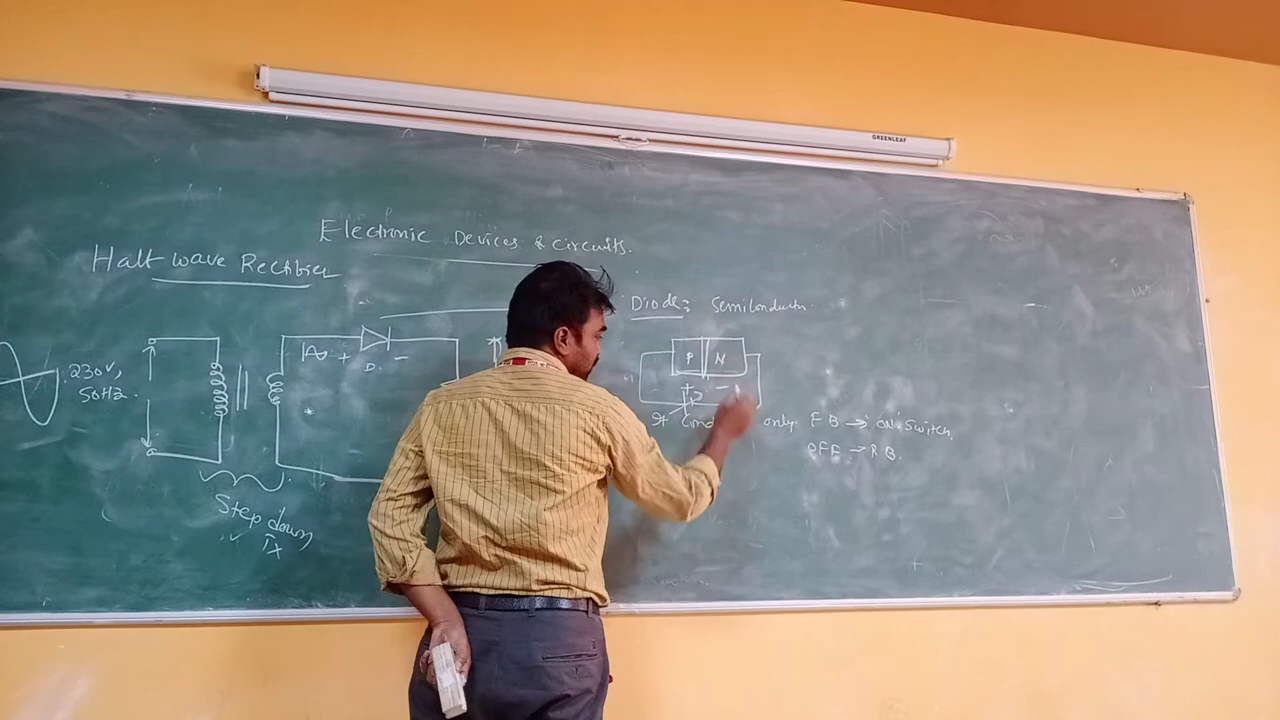 GREENLEAF
Electronic Devices & Circuits.
Half wave Rectifier
Diode: Semiconductor
230V,
50Hz.
+ D. -
P N
+ -
It only FB → 'ON' Switch.
OFF → RB.
Step down
Tx